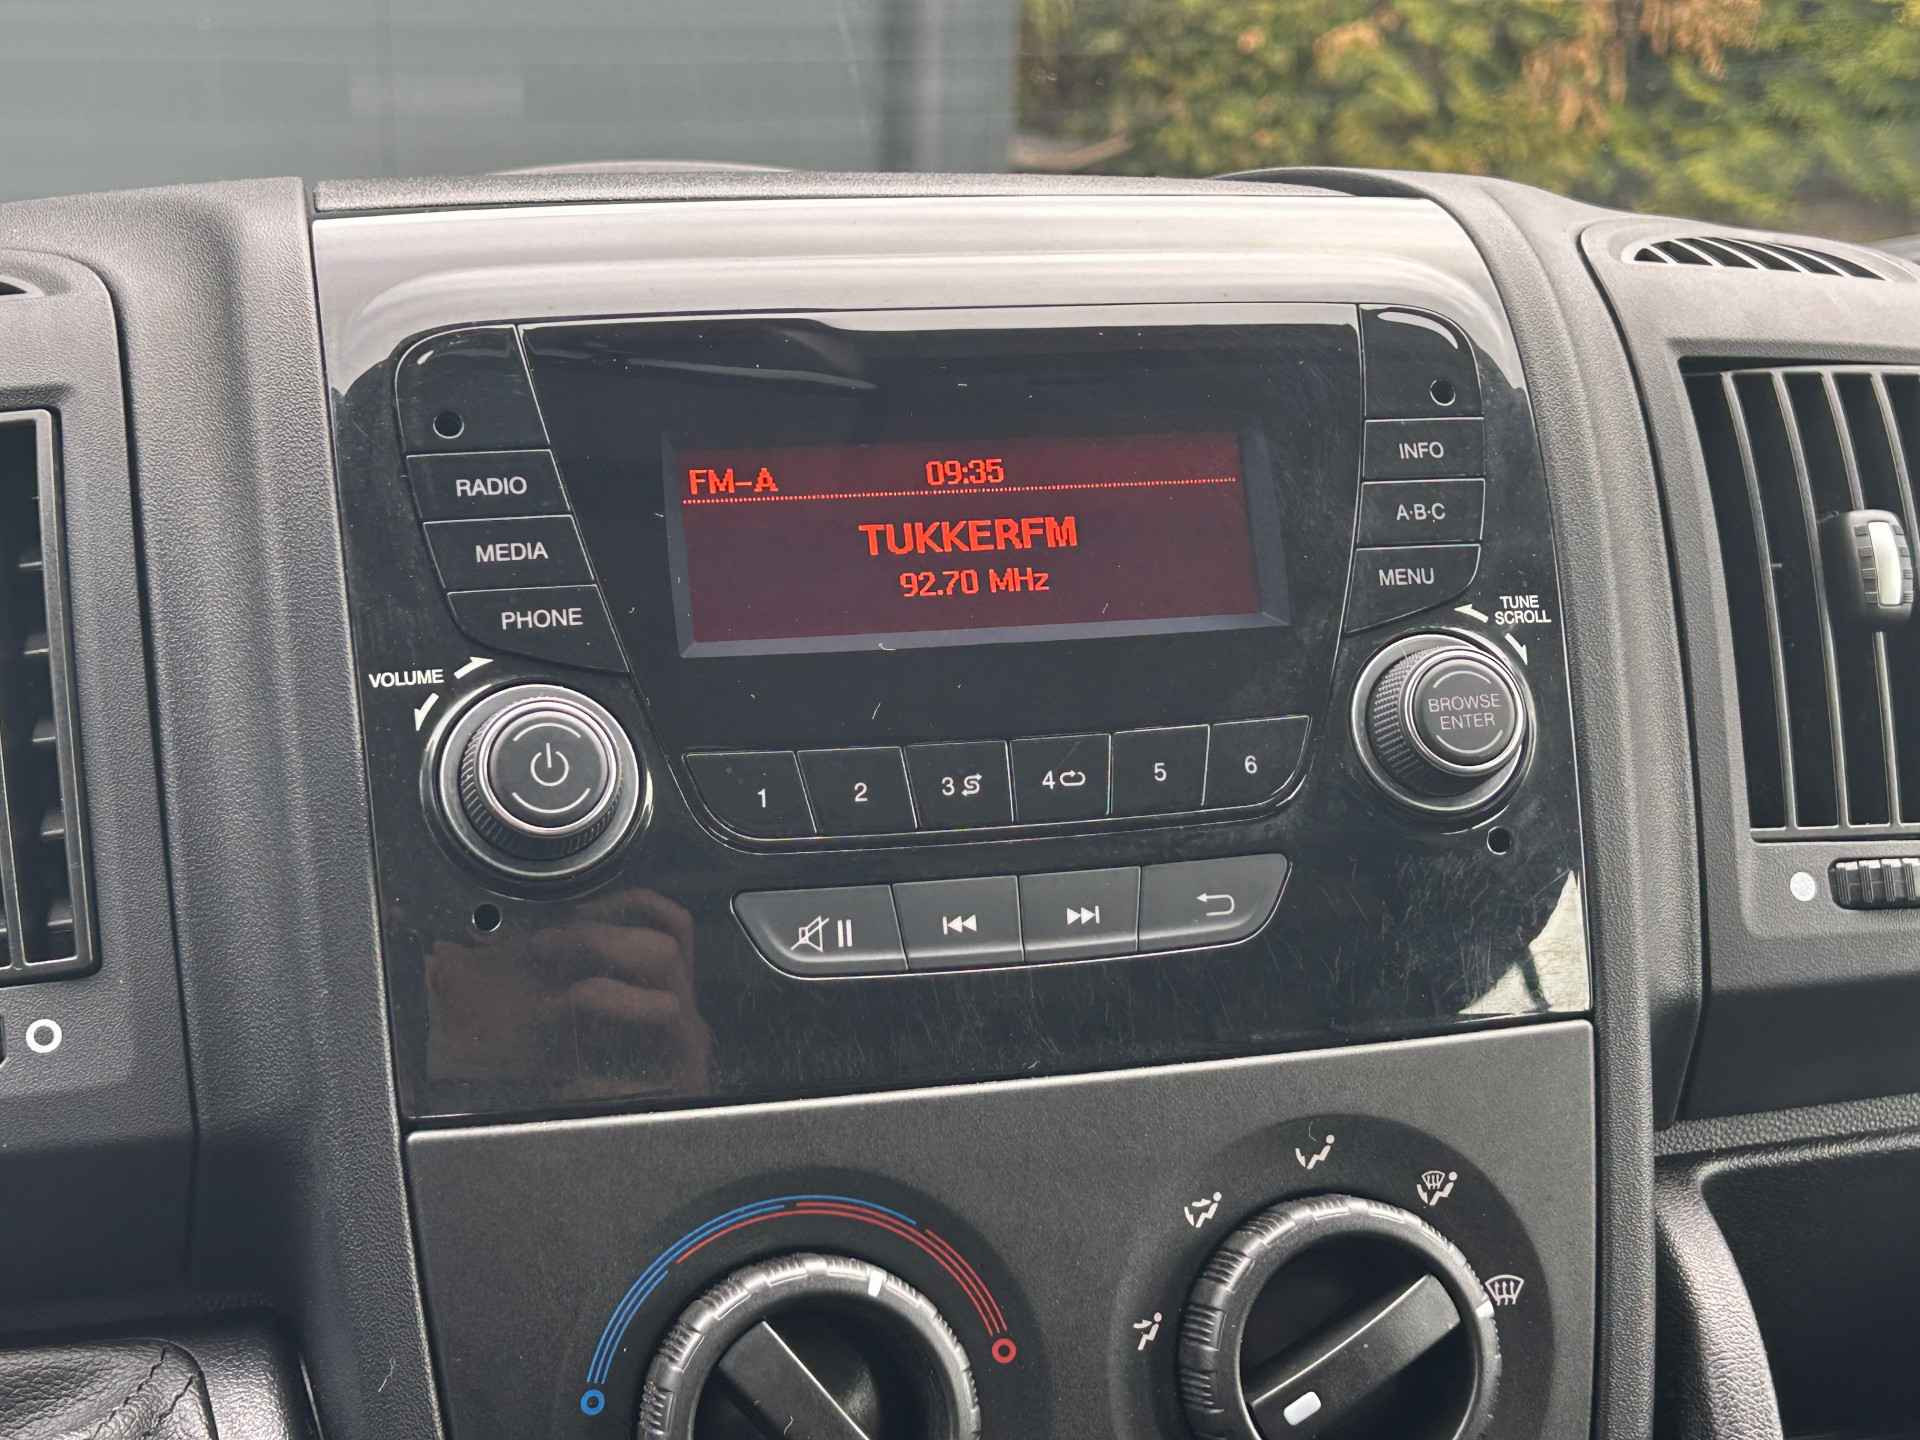 FM-A 09:35
TUKKERFM
92.70 MHz
RADIO
MEDIA
PHONE
VOLUME
INFO
A·B·C
MENU
TUNE
SCROLL
BROWSE
ENTER
1 2 3 4 5 6